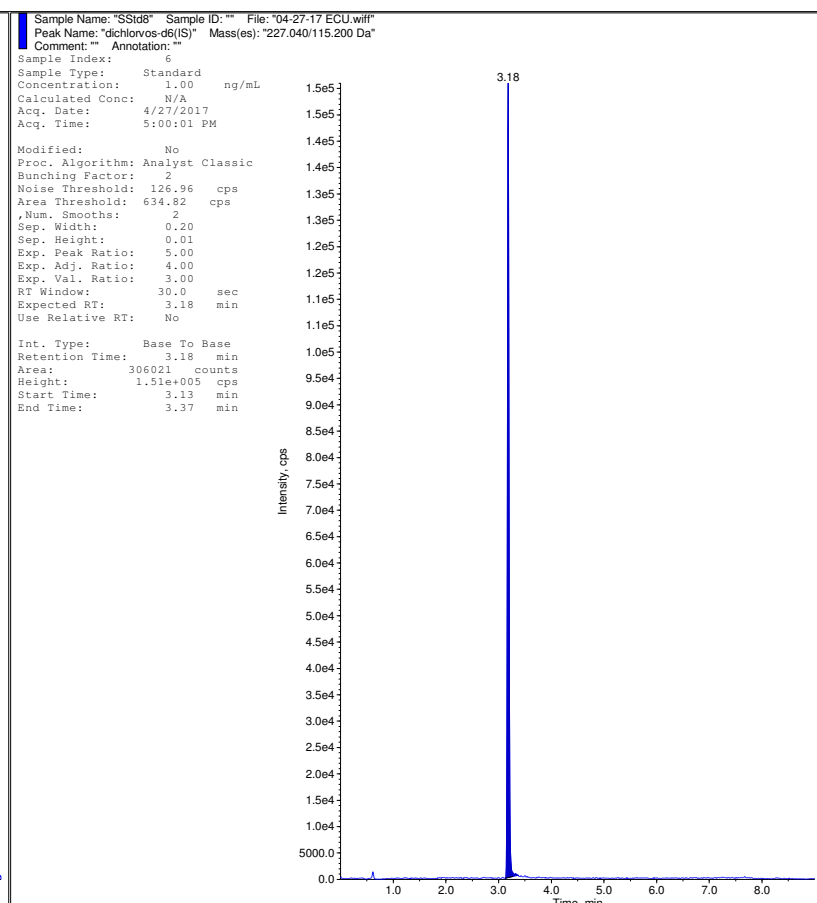 Sample Name: "SStd8" Sample ID: "" File: "04-27-17 ECU.wiff"
Peak Name: "dichlorvos-d6(IS)" Mass(es): "227.040/115.200 Da"
Comment: "" Annotation: ""
Sample Index: 6
Sample Type: Standard
Concentration: 1.00 ng/mL
Calculated Conc: N/A
Acq. Date: 4/27/2017
Acq. Time: 5:00:01 PM
Modified: No
Proc. Algorithm: Analyst Classic
Bunching Factor: 2
Noise Threshold: 126.96 cps
Area Threshold: 634.82 cps
,Num. Smooths: 2
Sep. Width: 0.20
Sep. Height: 0.01
Exp. Peak Ratio: 5.00
Exp. Adj. Ratio: 4.00
Exp. Val. Ratio: 3.00
RT Window: 30.0 sec
Expected RT: 3.18 min
Use Relative RT: No
Int. Type: Base To Base
Retention Time: 3.18 min
Area: 306021 counts
Height: 1.51e+005 cps
Start Time: 3.13 min
End Time: 3.37 min
3.18
1.5e5
1.5e5
1.4e5
1.4e5
1.3e5
1.3e5
1.2e5
1.2e5
1.1e5
1.1e5
1.0e5
9.5e4
9.0e4
8.5e4
8.0e4
7.5e4
7.0e4
6.5e4
6.0e4
5.5e4
5.0e4
4.5e4
4.0e4
3.5e4
3.0e4
2.5e4
2.0e4
1.5e4
1.0e4
5000.0
0.0
Intensity, cps
1.0 2.0 3.0 4.0 5.0 6.0 7.0 8.0
Time, min